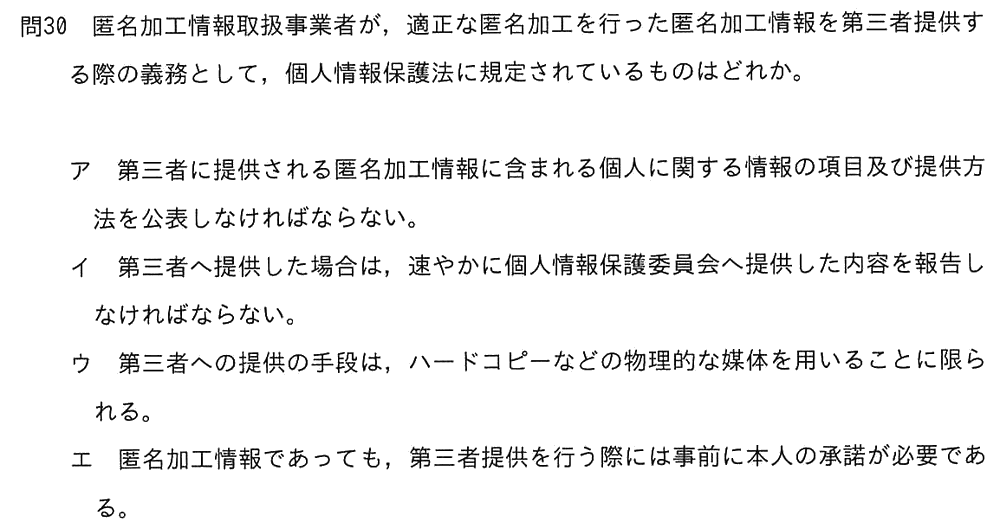 問30 匿名加工情報取扱事業者が，適正な匿名加工を行った匿名加工情報を第三者提供す
る際の義務として，個人情報保護法に規定されているものはどれか。
ア 第三者に提供される匿名加工情報に含まれる個人に関する情報の項目及び提供方
法を公表しなければならない。
イ 第三者へ提供した場合は，速やかに個人情報保護委員会へ提供した内容を報告し
なければならない。
ウ 第三者への提供の手段は，ハードコピーなどの物理的な媒体を用いることに限ら
れる。
エ 匿名加工情報であっても，第三者提供を行う際には事前に本人の承諾が必要であ
る。